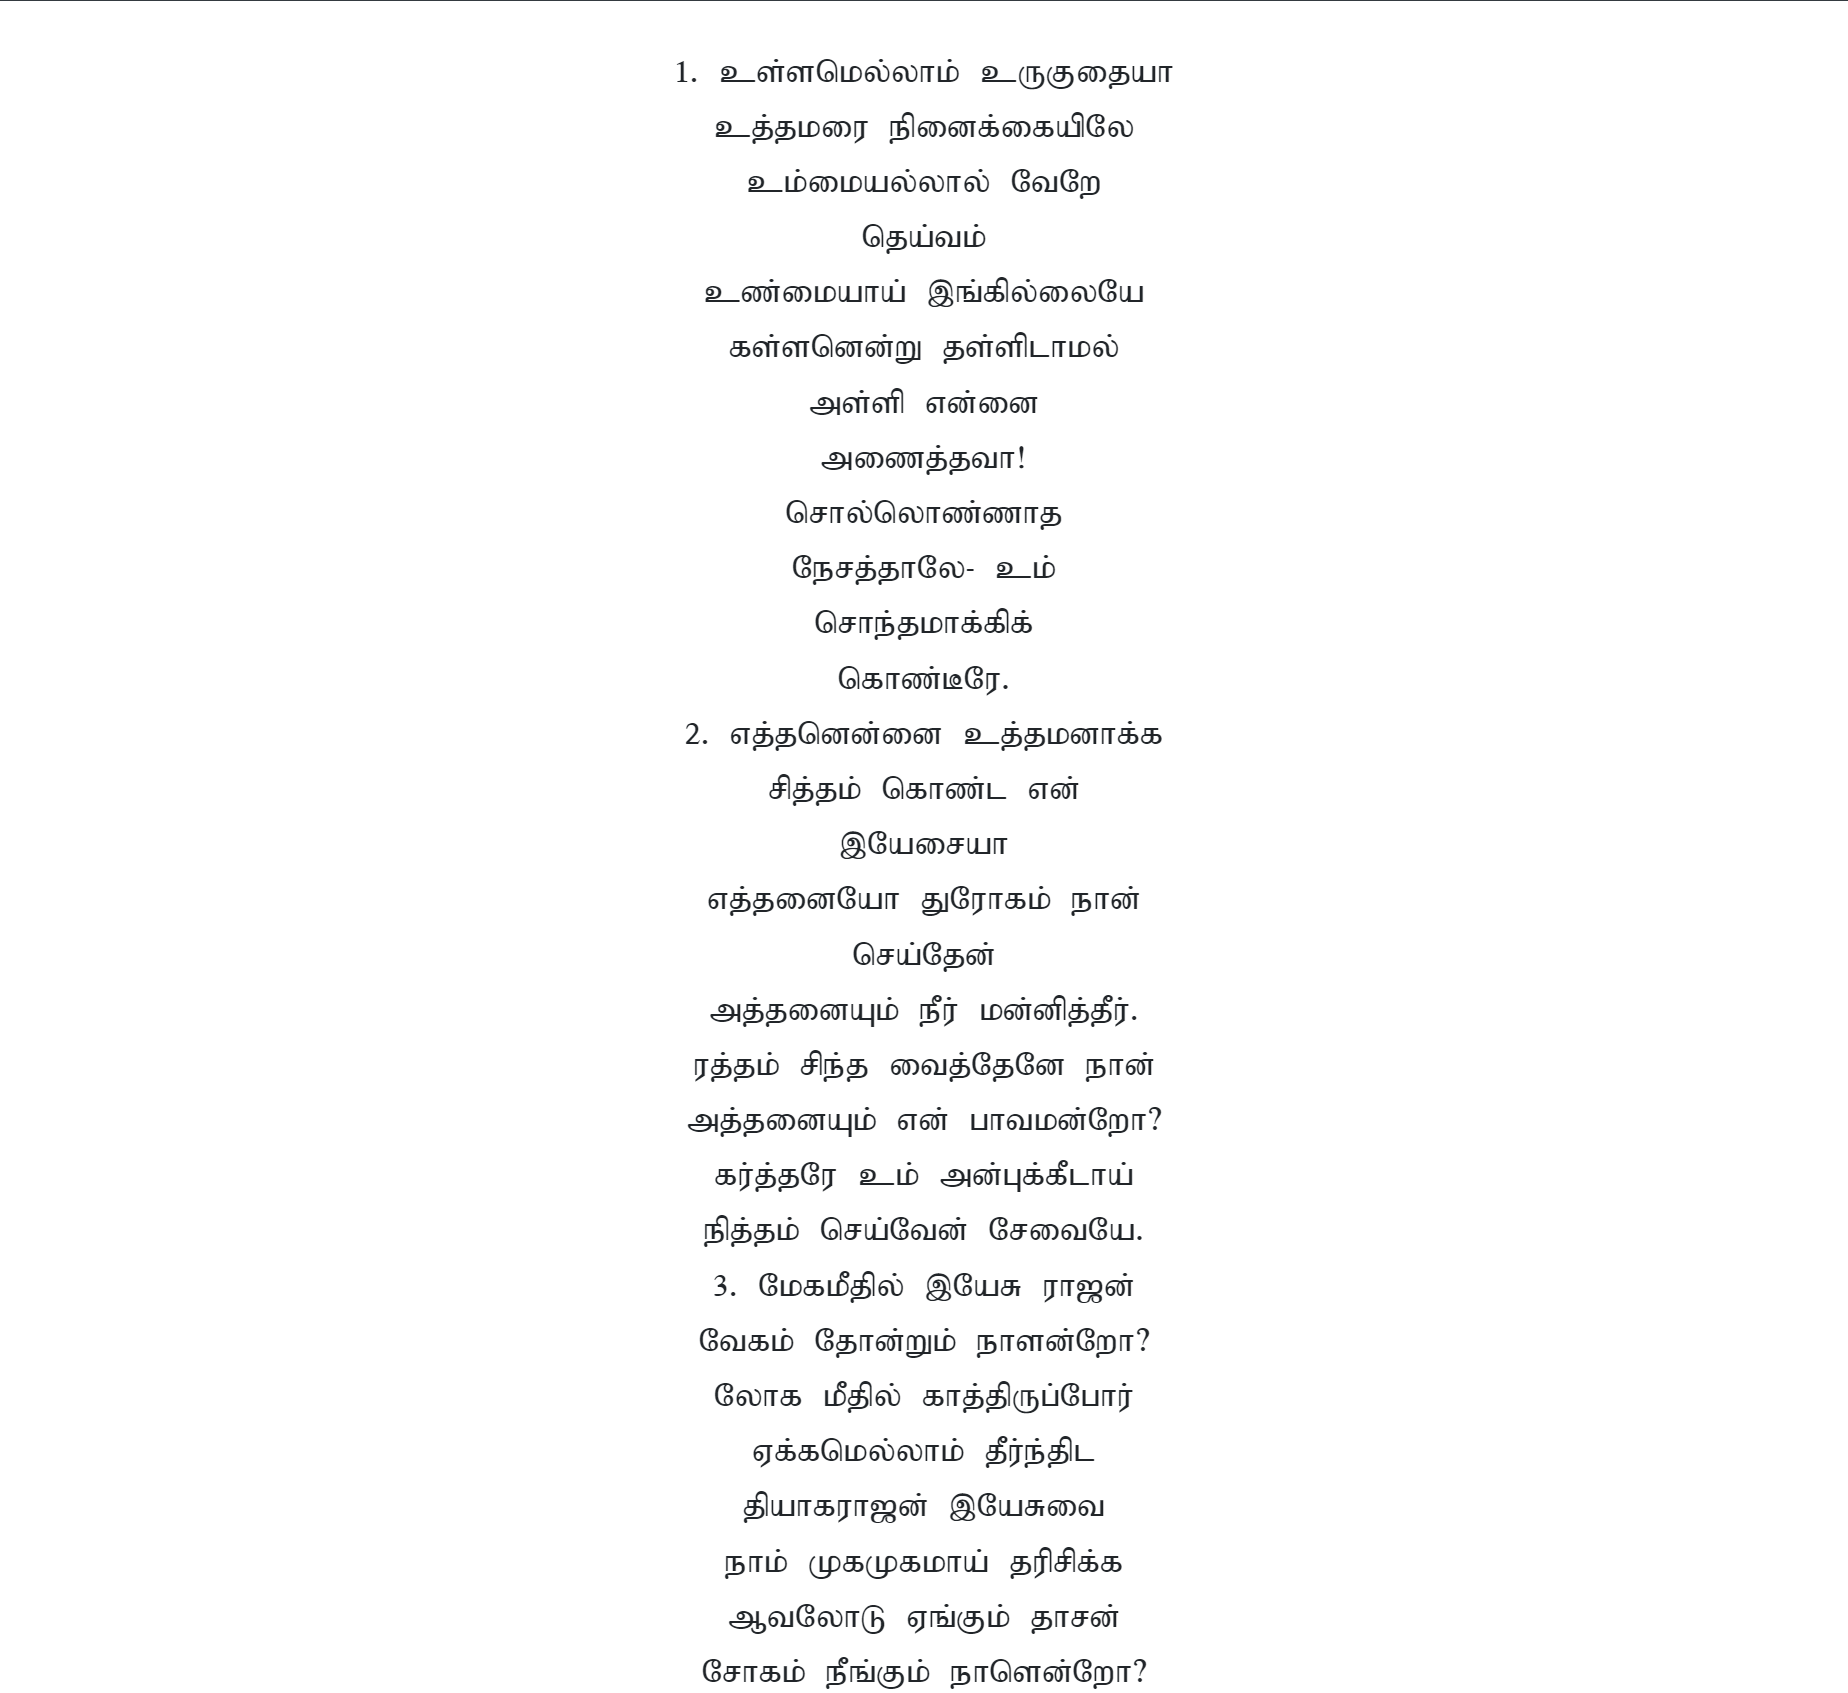 1. உள்ளமெல்லாம் உருகுதையா
உத்தமரை நினைக்கையிலே
உம்மையல்லால் வேறே
தெய்வம்
உண்மையாய் இங்கில்லையே
கள்ளனென்று தள்ளிடாமல்
அள்ளி என்னை
அணைத்தவா!
சொல்லொண்ணாத
நேசத்தாலே- உம்
சொந்தமாக்கிக்
கொண்டீரே.
2. எத்தனென்னை உத்தமனாக்க
சித்தம் கொண்ட என்
இயேசையா
எத்தனையோ துரோகம் நான்
செய்தேன்
அத்தனையும் நீர் மன்னித்தீர்.
ரத்தம் சிந்த வைத்தேனே நான்
அத்தனையும் என் பாவமன்றோ?
கர்த்தரே உம் அன்புக்கீடாய்
நித்தம் செய்வேன் சேவையே.
3. மேகமீதில் இயேசு ராஜன்
வேகம் தோன்றும் நாளன்றோ?
லோக மீதில் காத்திருப்போர்
ஏக்கமெல்லாம் தீர்ந்திட
தியாகராஜன் இயேசுவை
நாம் முகமுகமாய் தரிசிக்க
ஆவலோடு ஏங்கும் தாசன்
சோகம் நீங்கும் நாளென்றோ?